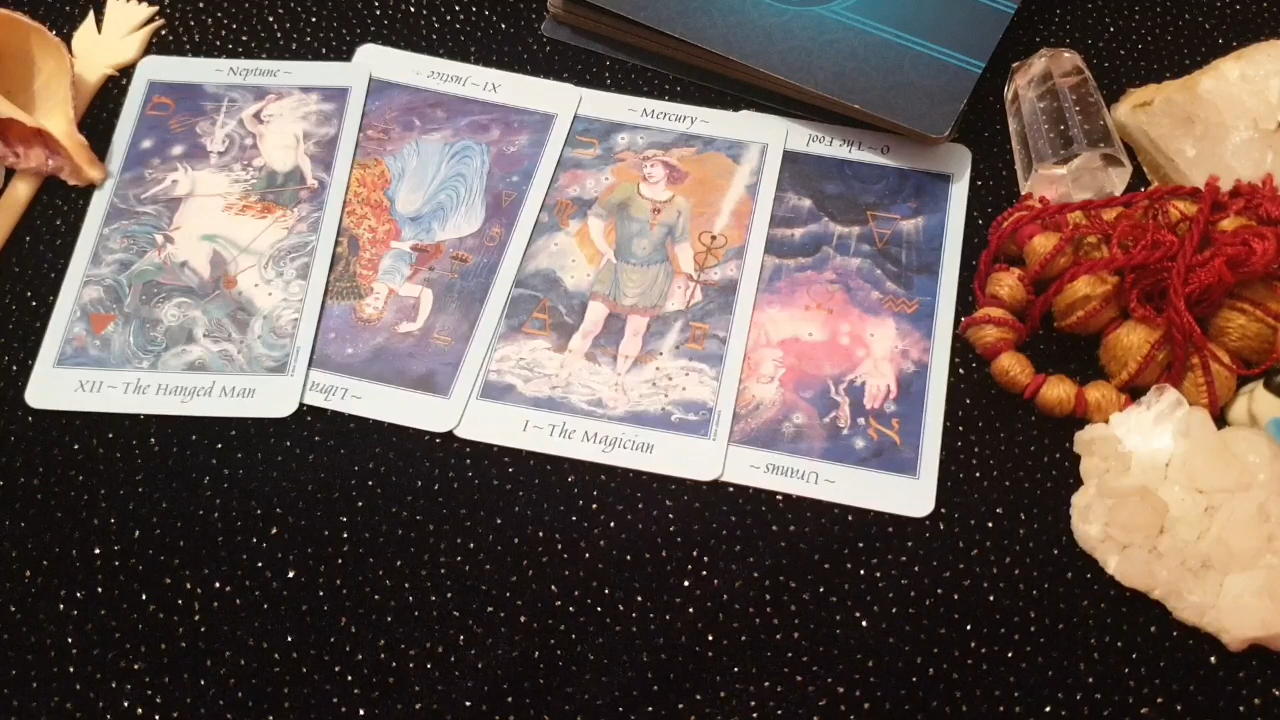 ~ Neptune ~
XII ~ The Hanged Man
XI ~ Justice
Libra ~
~ Mercury ~
I ~ The Magician
0 ~ The Fool
~ Uranus ~